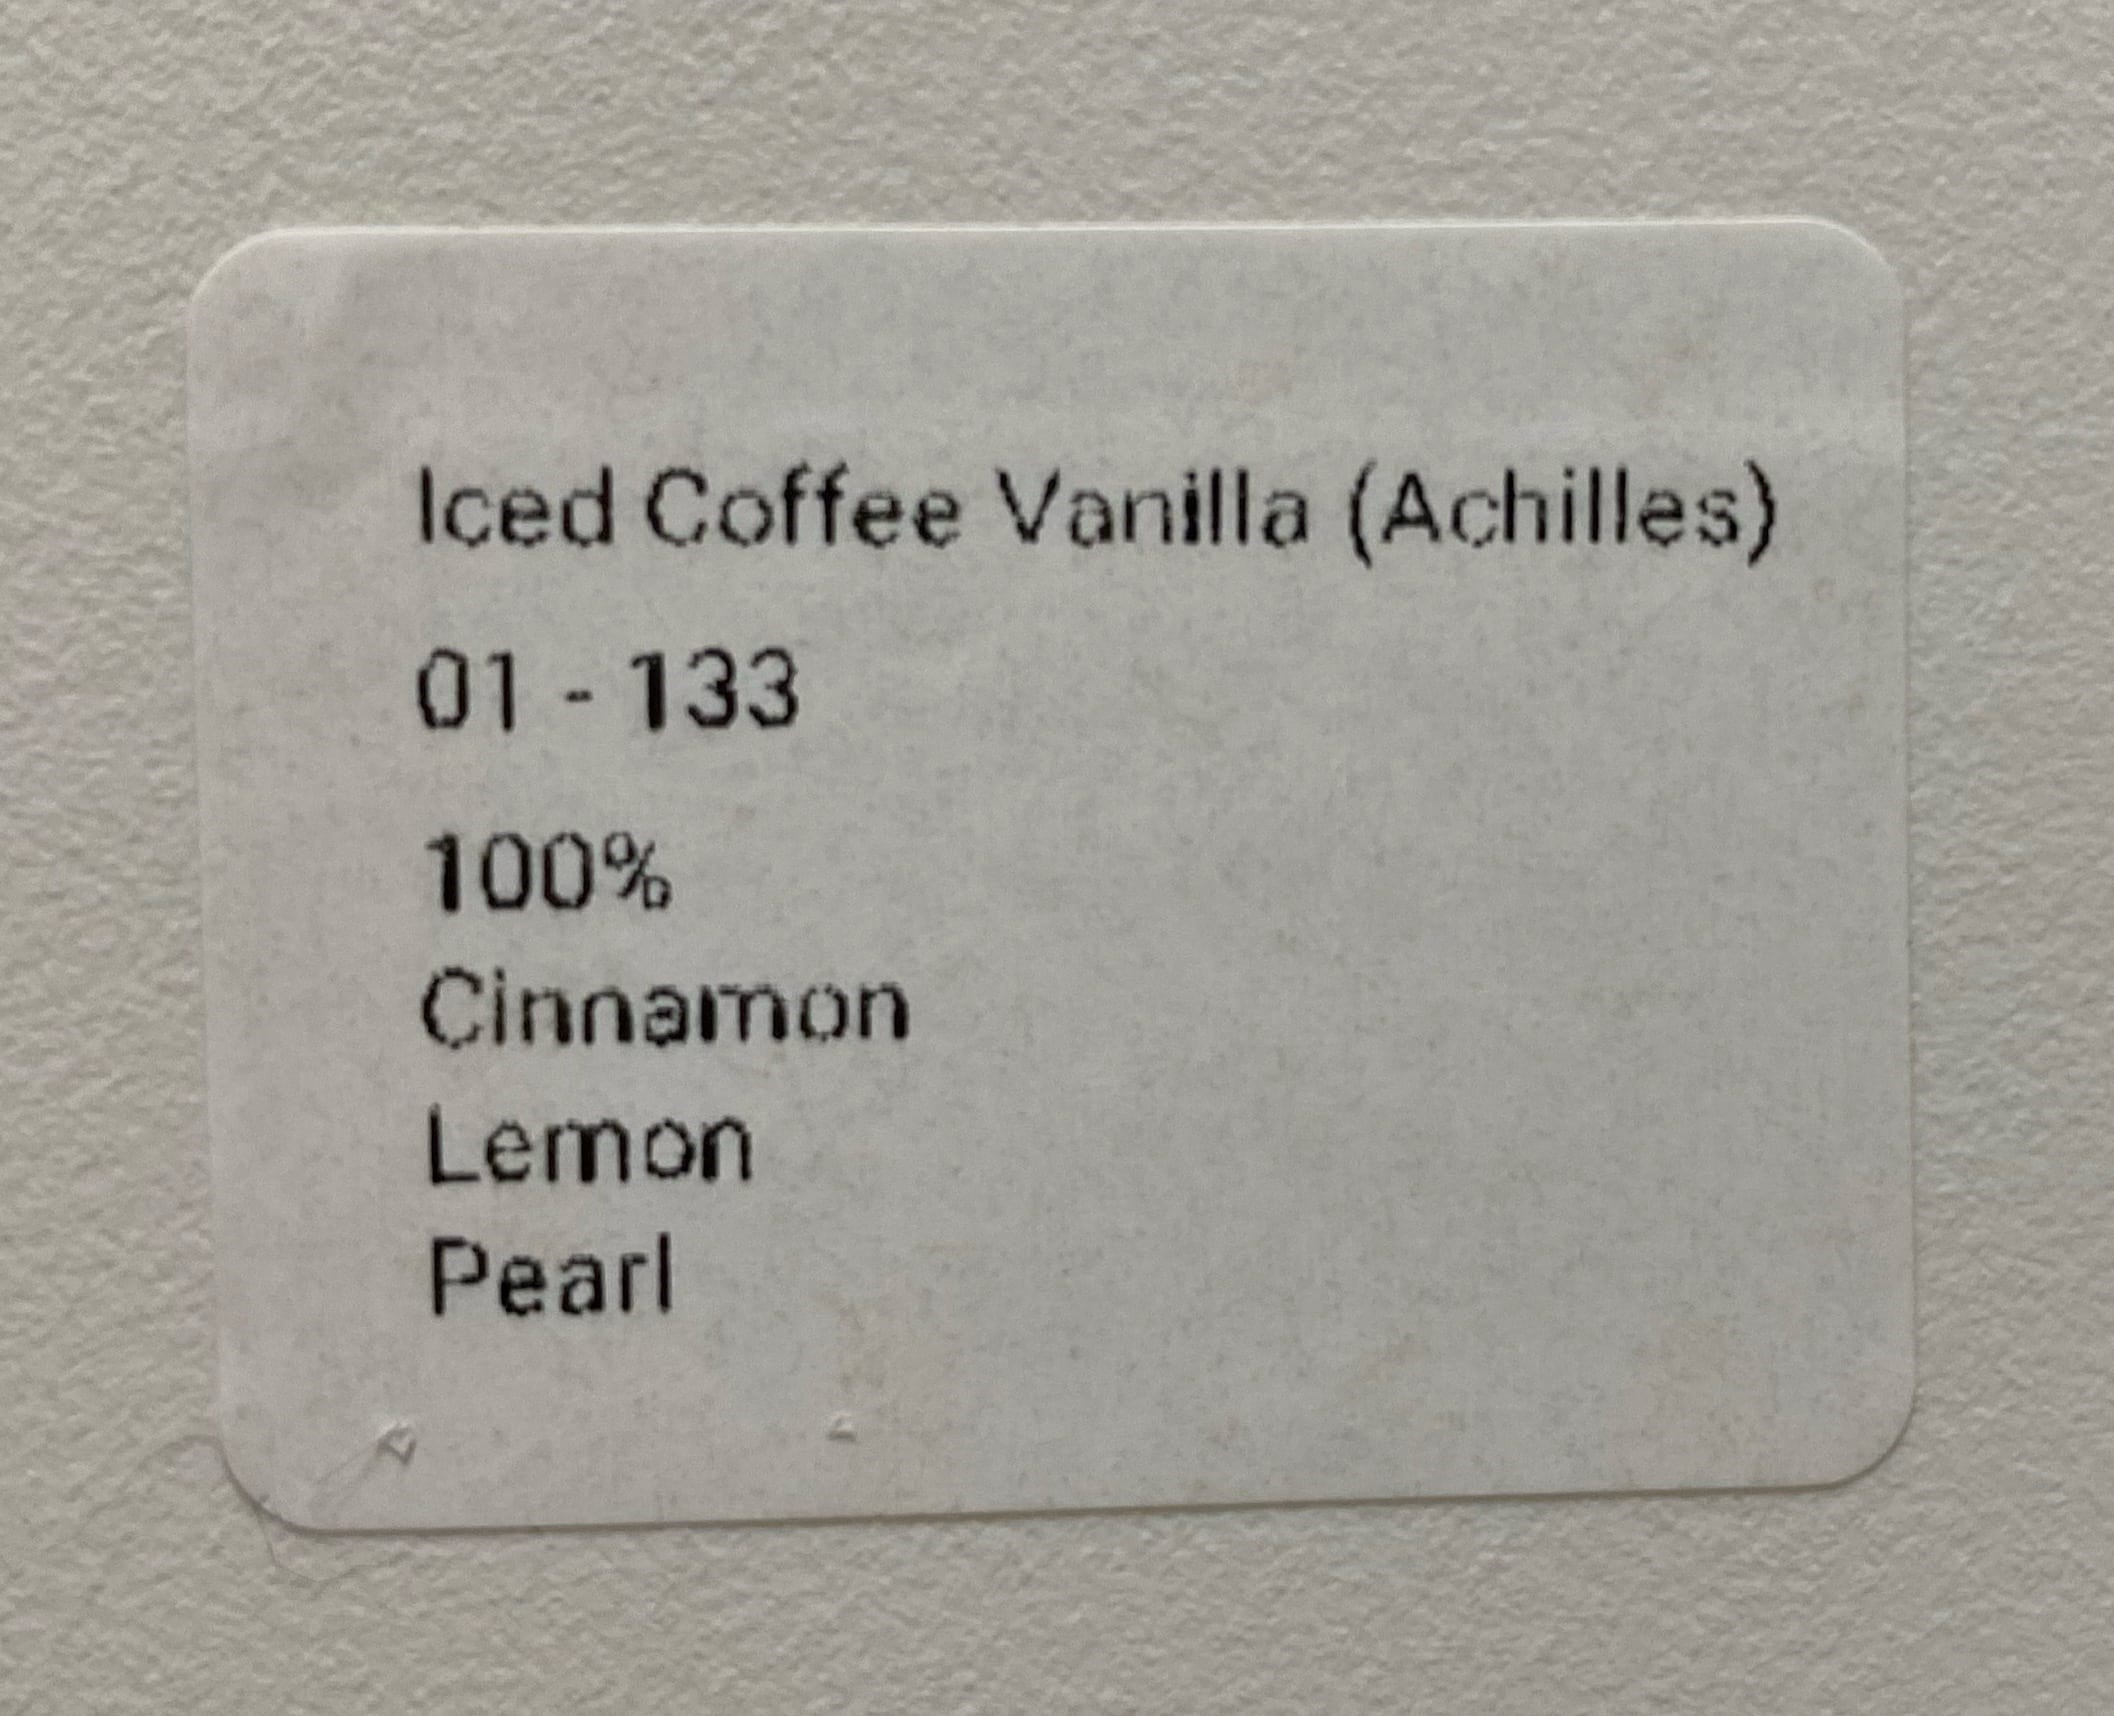 Iced Coffee Vanilla (Achilles)
01 - 133
100%
Cinnamon
Lemon
Pearl